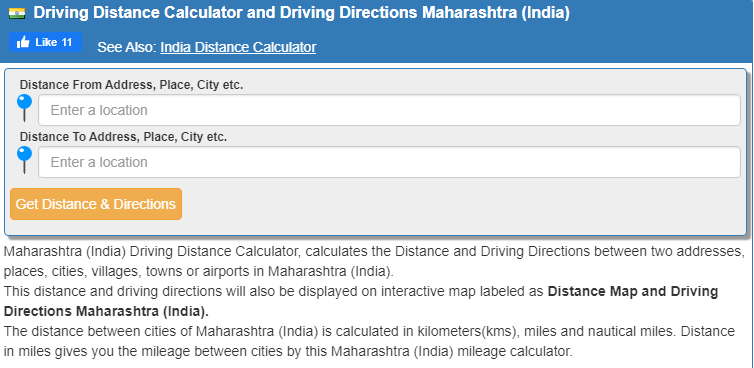 Driving Distance Calculator and Driving Directions Maharashtra (India)
Like 11
See Also: India Distance Calculator
Distance From Address, Place, City etc.
Enter a location
Distance To Address, Place, City etc.
Enter a location
Get Distance & Directions
Maharashtra (India) Driving Distance Calculator, calculates the Distance and Driving Directions between two addresses,
places, cities, villages, towns or airports in Maharashtra (India).
This distance and driving directions will also be displayed on interactive map labeled as Distance Map and Driving
Directions Maharashtra (India).
The distance between cities of Maharashtra (India) is calculated in kilometers(kms), miles and nautical miles. Distance
in miles gives you the mileage between cities by this Maharashtra (India) mileage calculator.